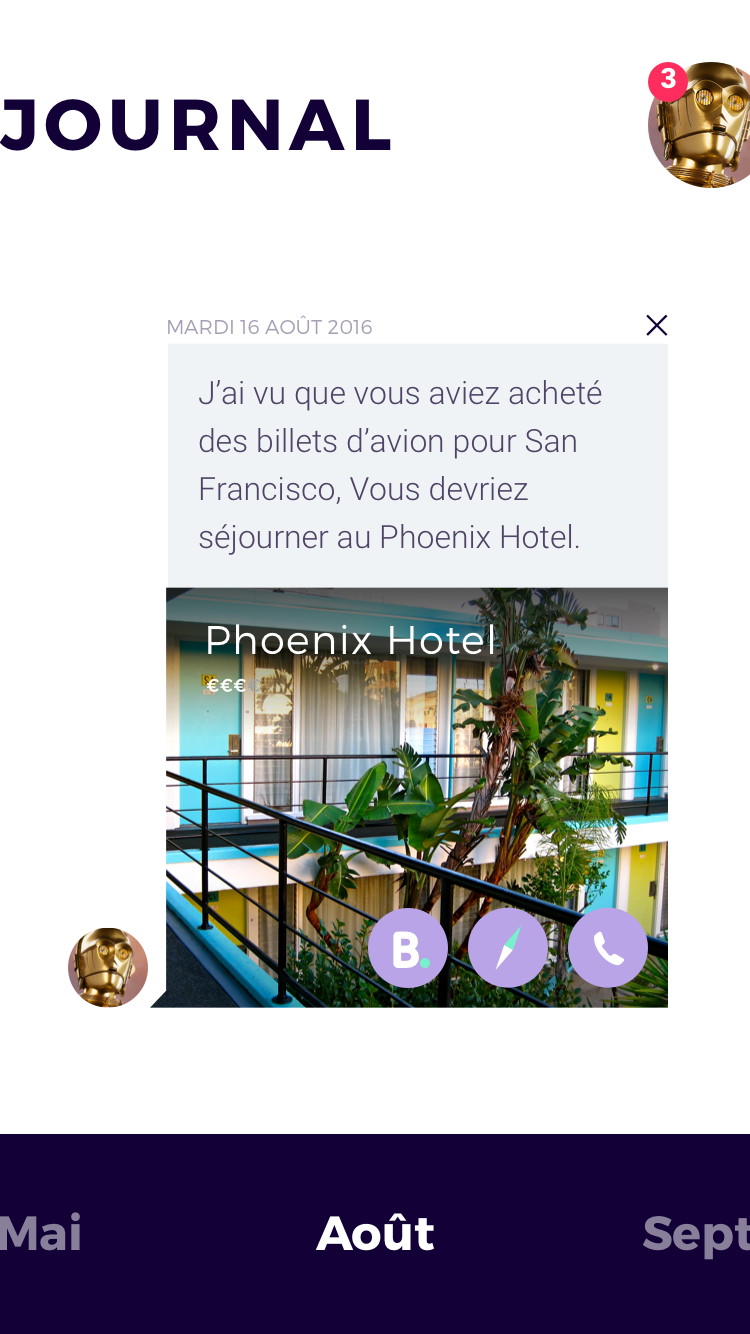 JOURNAL
3
MARDI 16 AOÛT 2016
J’ai vu que vous aviez acheté
des billets d’avion pour San
Francisco, Vous devriez
séjourner au Phoenix Hotel.
Phoenix Hotel
€€€
B.
Mai
Août
Sept